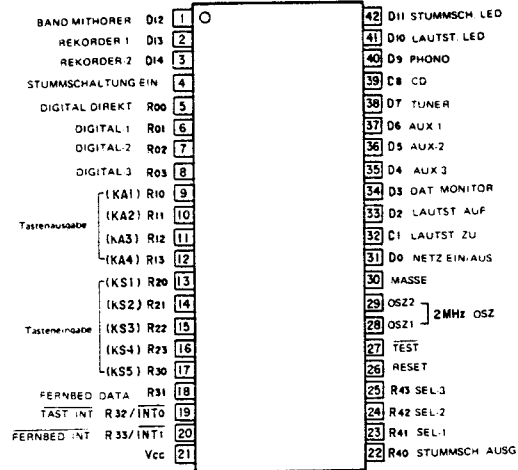 BAND MITHORER D12 1
REKORDER 1 D13 2
REKORDER 2 D14 3
STUMMSCHALTUNG EIN 4
DIGITAL DIREKT R00 5
DIGITAL-1 R01 6
DIGITAL-2 R02 7
DIGITAL-3 R03 8
Tastenausgabe
(KA1) R10 9
(KA2) R11 10
(KA3) R12 11
(KA4) R13 12
Tasteneingabe
(KS1) R20 13
(KS2) R21 14
(KS3) R22 15
(KS4) R23 16
(KS5) R30 17
FERNBED DATA R31 18
TAST INT R32/INT0 19
FERNBED INT R33/INT1 20
Vcc 21
42 D11 STUMMSCH. LED
41 D10 LAUTST. LED
40 D9 PHONO
39 C8 CD
38 D7 TUNER
37 D6 AUX 1
36 D5 AUX-2
35 D4 AUX 3
34 D3 DAT MONITOR
33 D2 LAUTST AUF
32 C1 LAUTST ZU
31 D0 NETZ EIN-AUS
30 MASSE
29 OSZ2
28 OSZ1
2MHz OSZ
27 TEST
26 RESET
25 R43 SEL-3
24 R42 SEL-2
23 R41 SEL-1
22 R40 STUMMSCH AUSG